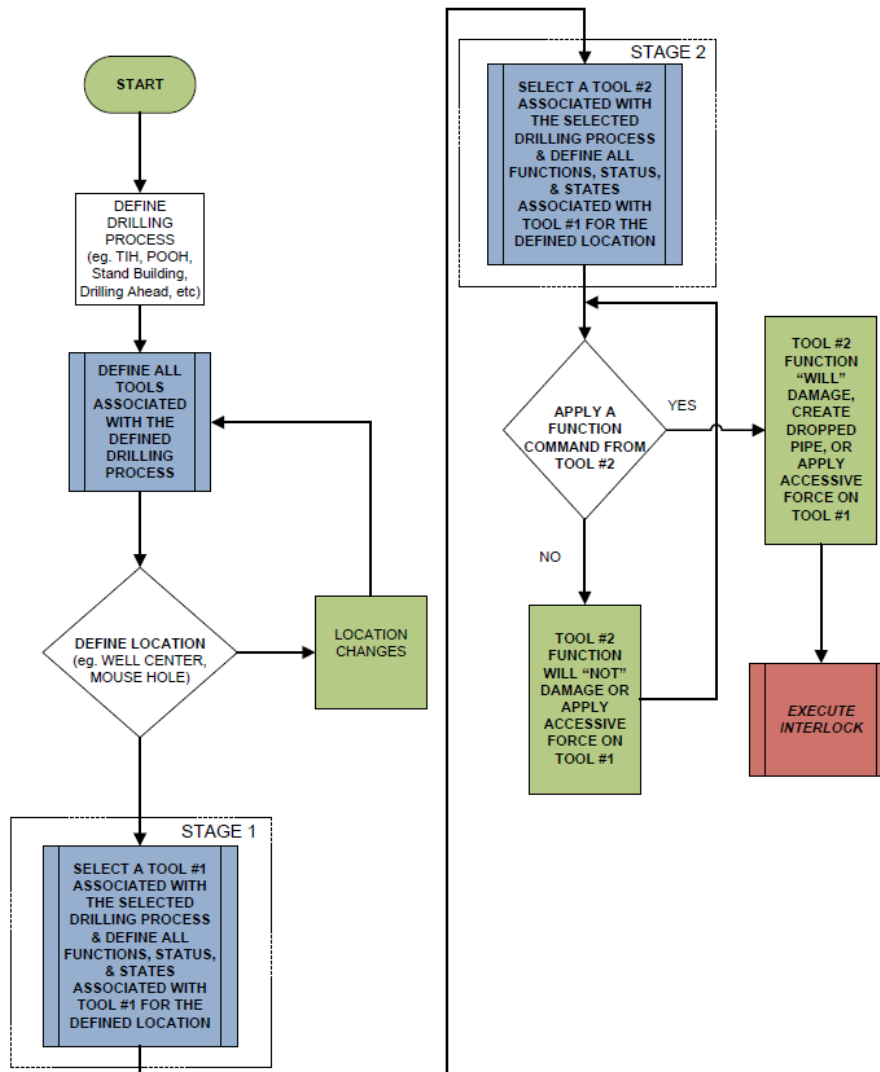 START
DEFINE
DRILLING
PROCESS
(eg. TIH, POOH,
Stand Building,
Drilling Ahead, etc)
DEFINE ALL
TOOLS
ASSOCIATED
WITH THE
DEFINED
DRILLING
PROCESS
DEFINE LOCATION
(eg. WELL CENTER,
MOUSE HOLE)
LOCATION
CHANGES
STAGE 1
SELECT A TOOL #1
ASSOCIATED WITH
THE SELECTED
DRILLING PROCESS
& DEFINE ALL
FUNCTIONS, STATUS,
& STATES
ASSOCIATED WITH
TOOL #1 FOR THE
DEFINED LOCATION
STAGE 2
SELECT A TOOL #2
ASSOCIATED WITH
THE SELECTED
DRILLING PROCESS
& DEFINE ALL
FUNCTIONS, STATUS,
& STATES
ASSOCIATED WITH
TOOL #1 FOR THE
DEFINED LOCATION
APPLY A
FUNCTION
COMMAND FROM
TOOL #2
YES
TOOL #2
FUNCTION
“WILL”
DAMAGE,
CREATE
DROPPED
PIPE, OR
APPLY
ACCESSIVE
FORCE ON
TOOL #1
NO
TOOL #2
FUNCTION
WILL “NOT”
DAMAGE OR
APPLY
ACCESSIVE
FORCE ON
TOOL #1
EXECUTE
INTERLOCK